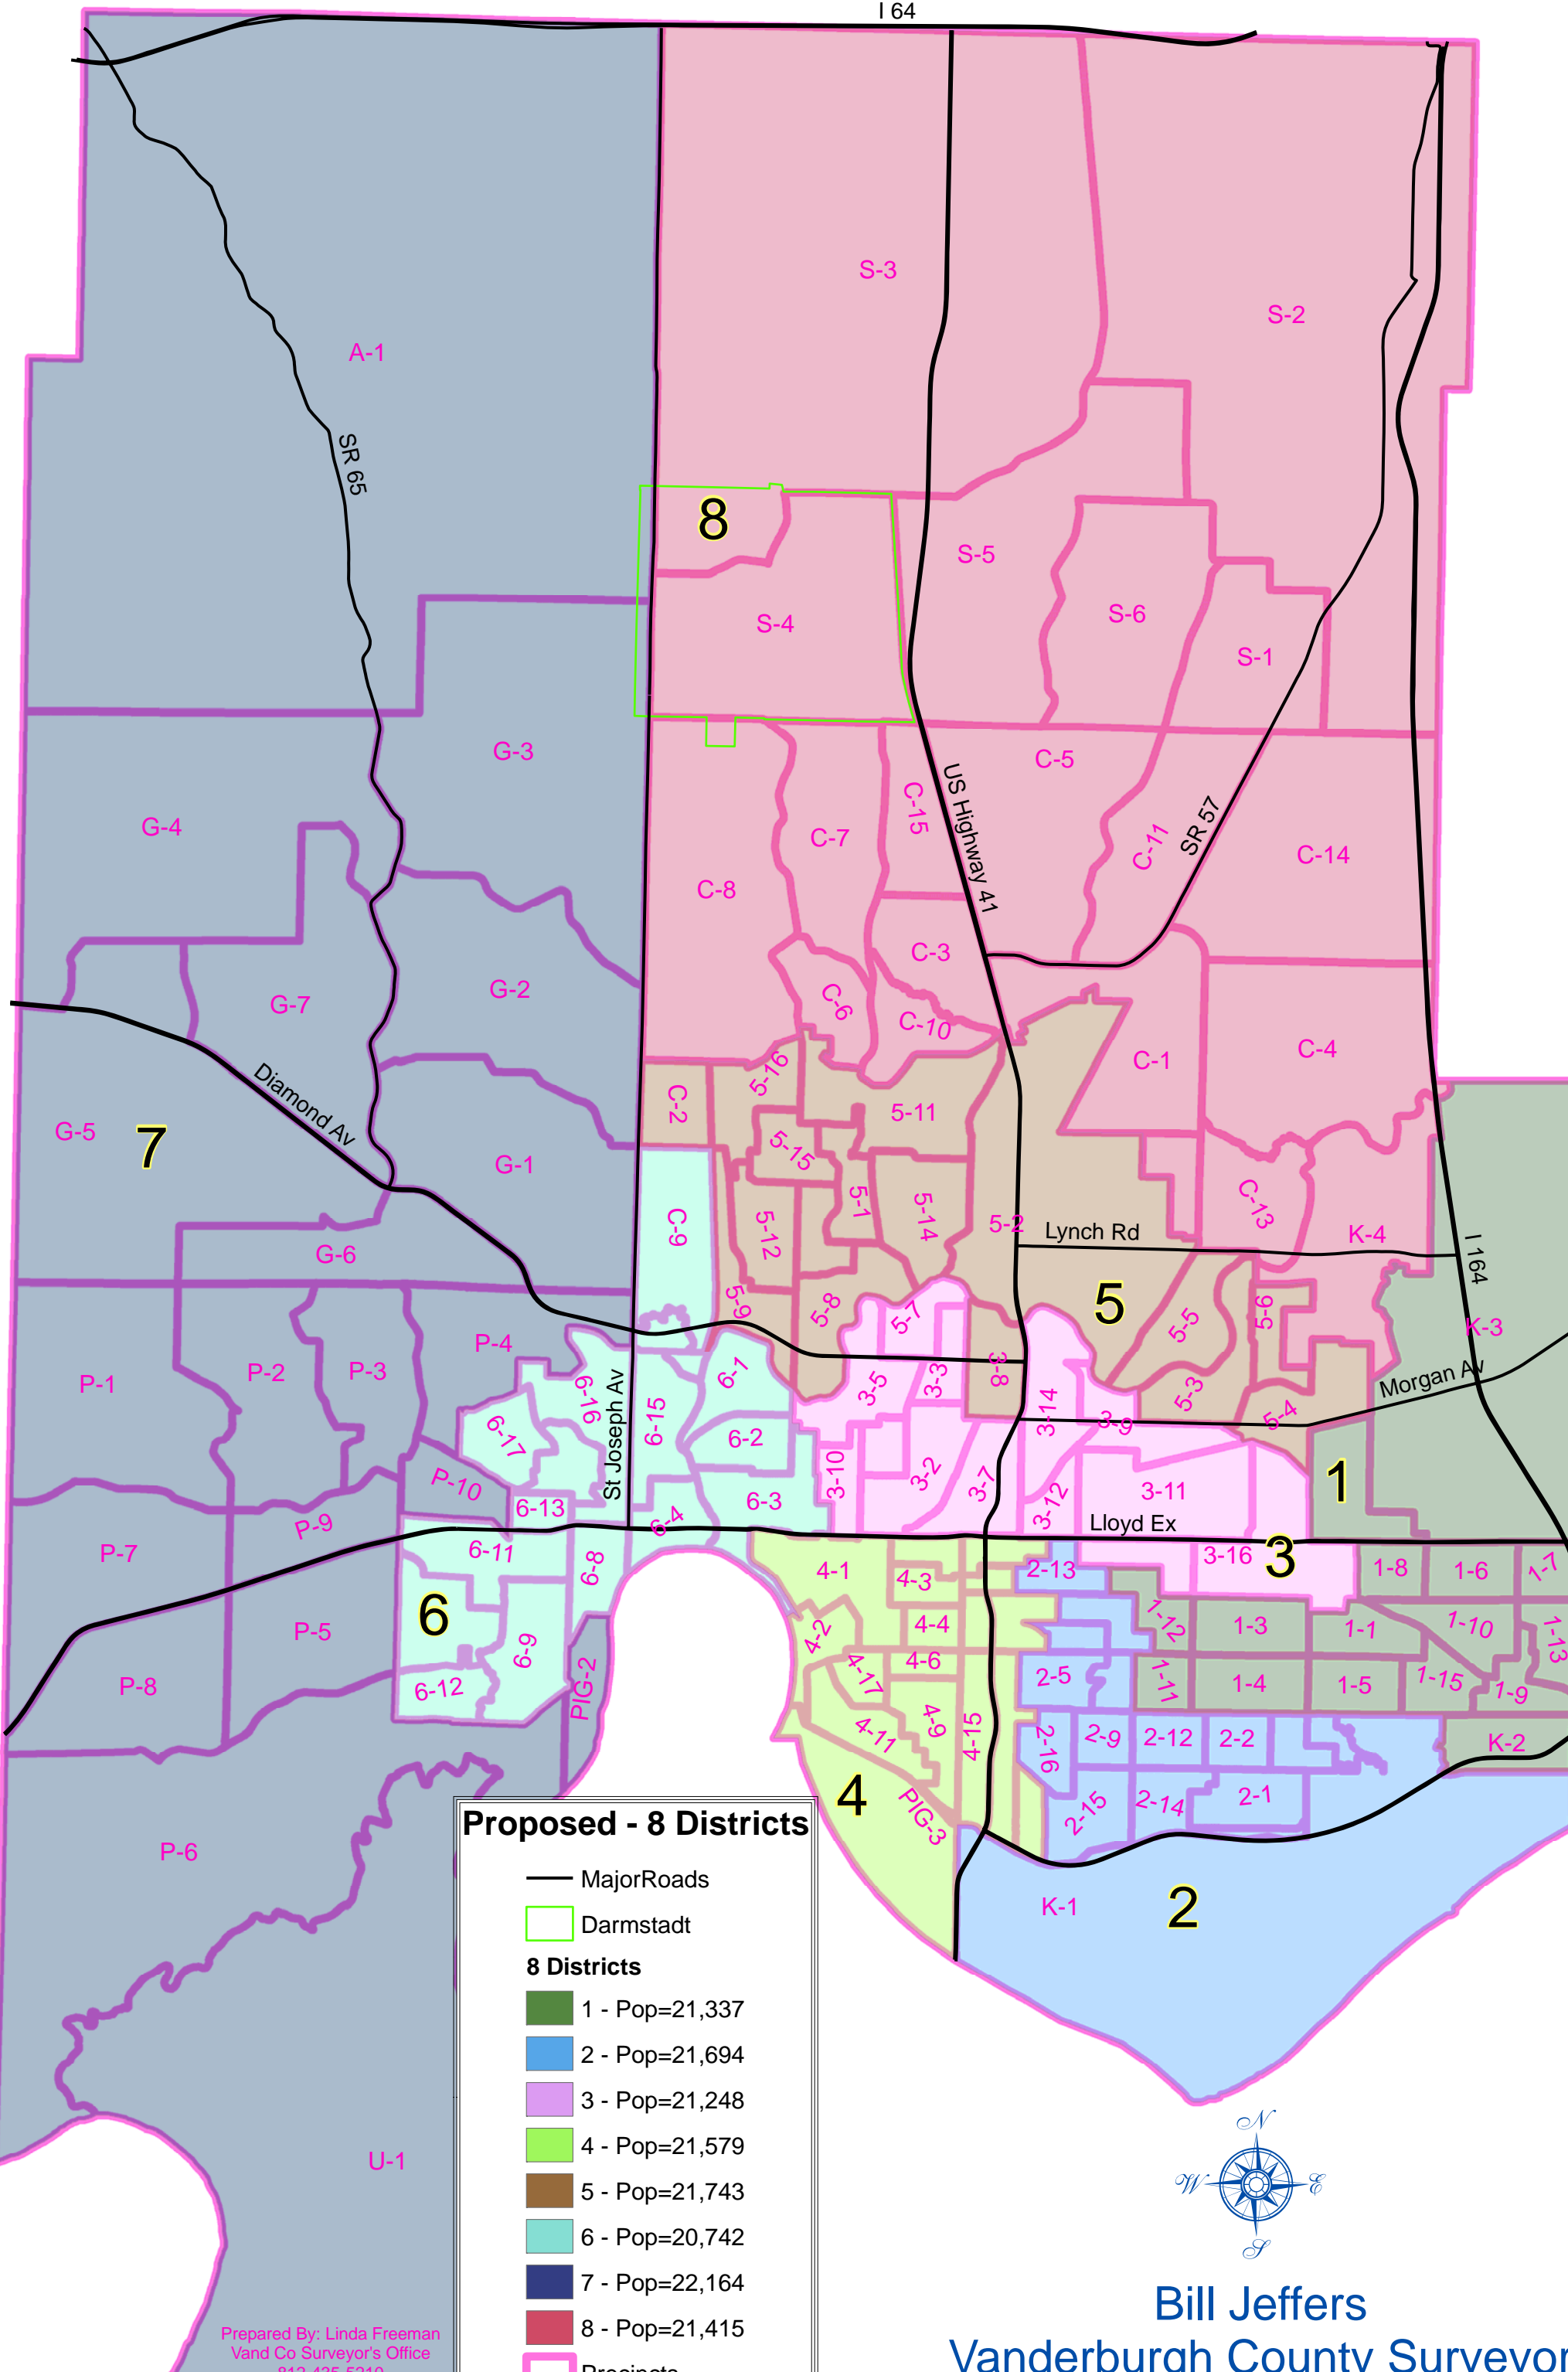 I 64
S-3
S-2
A-1
SR 65
8
S-5
S-4
S-6
S-1
G-3
C-5
US Highway 41
C-15
SR 57
G-4
C-7
C-11
C-14
C-8
C-3
G-2
G-7
C-6
C-10
C-4
C-1
Diamond Av
5-16
C-2
5-11
G-5
7
5-15
G-1
C-13
5-1
5-14
C-9
5-12
5-2
Lynch Rd
K-4
G-6
I 164
5-9
5-8
5-7
5
5-5
5-6
K-3
P-4
P-2
P-3
P-1
6-1
3-5
3-3
3-8
5-3
Morgan Av
6-16
St Joseph Av
6-15
3-14
3-9
5-4
6-17
6-2
3-10
3-2
3-7
1
P-10
6-13
6-3
3-12
3-11
P-9
6-4
Lloyd Ex
P-7
6-11
6-8
4-1
4-3
2-13
3-16
3
1-8
1-6
1-7
6
P-5
4-2
4-4
1-12
1-3
1-1
1-10
1-13
6-9
4-6
4-17
2-5
1-11
1-4
1-5
1-15
1-9
P-8
6-12
PIG-2
4-9
4-11
4-15
2-16
2-9
2-12
2-2
K-2
4
PIG-3
2-15
2-14
2-1
P-6
K-1
2
U-1
Proposed - 8 Districts
MajorRoads
Darmstadt
8 Districts
1 - Pop=21,337
2 - Pop=21,694
3 - Pop=21,248
4 - Pop=21,579
5 - Pop=21,743
6 - Pop=20,742
7 - Pop=22,164
8 - Pop=21,415
N
W
E
S
Bill Jeffers
Vanderburgh County Surveyor
Prepared By: Linda Freeman
Vand Co Surveyor's Office